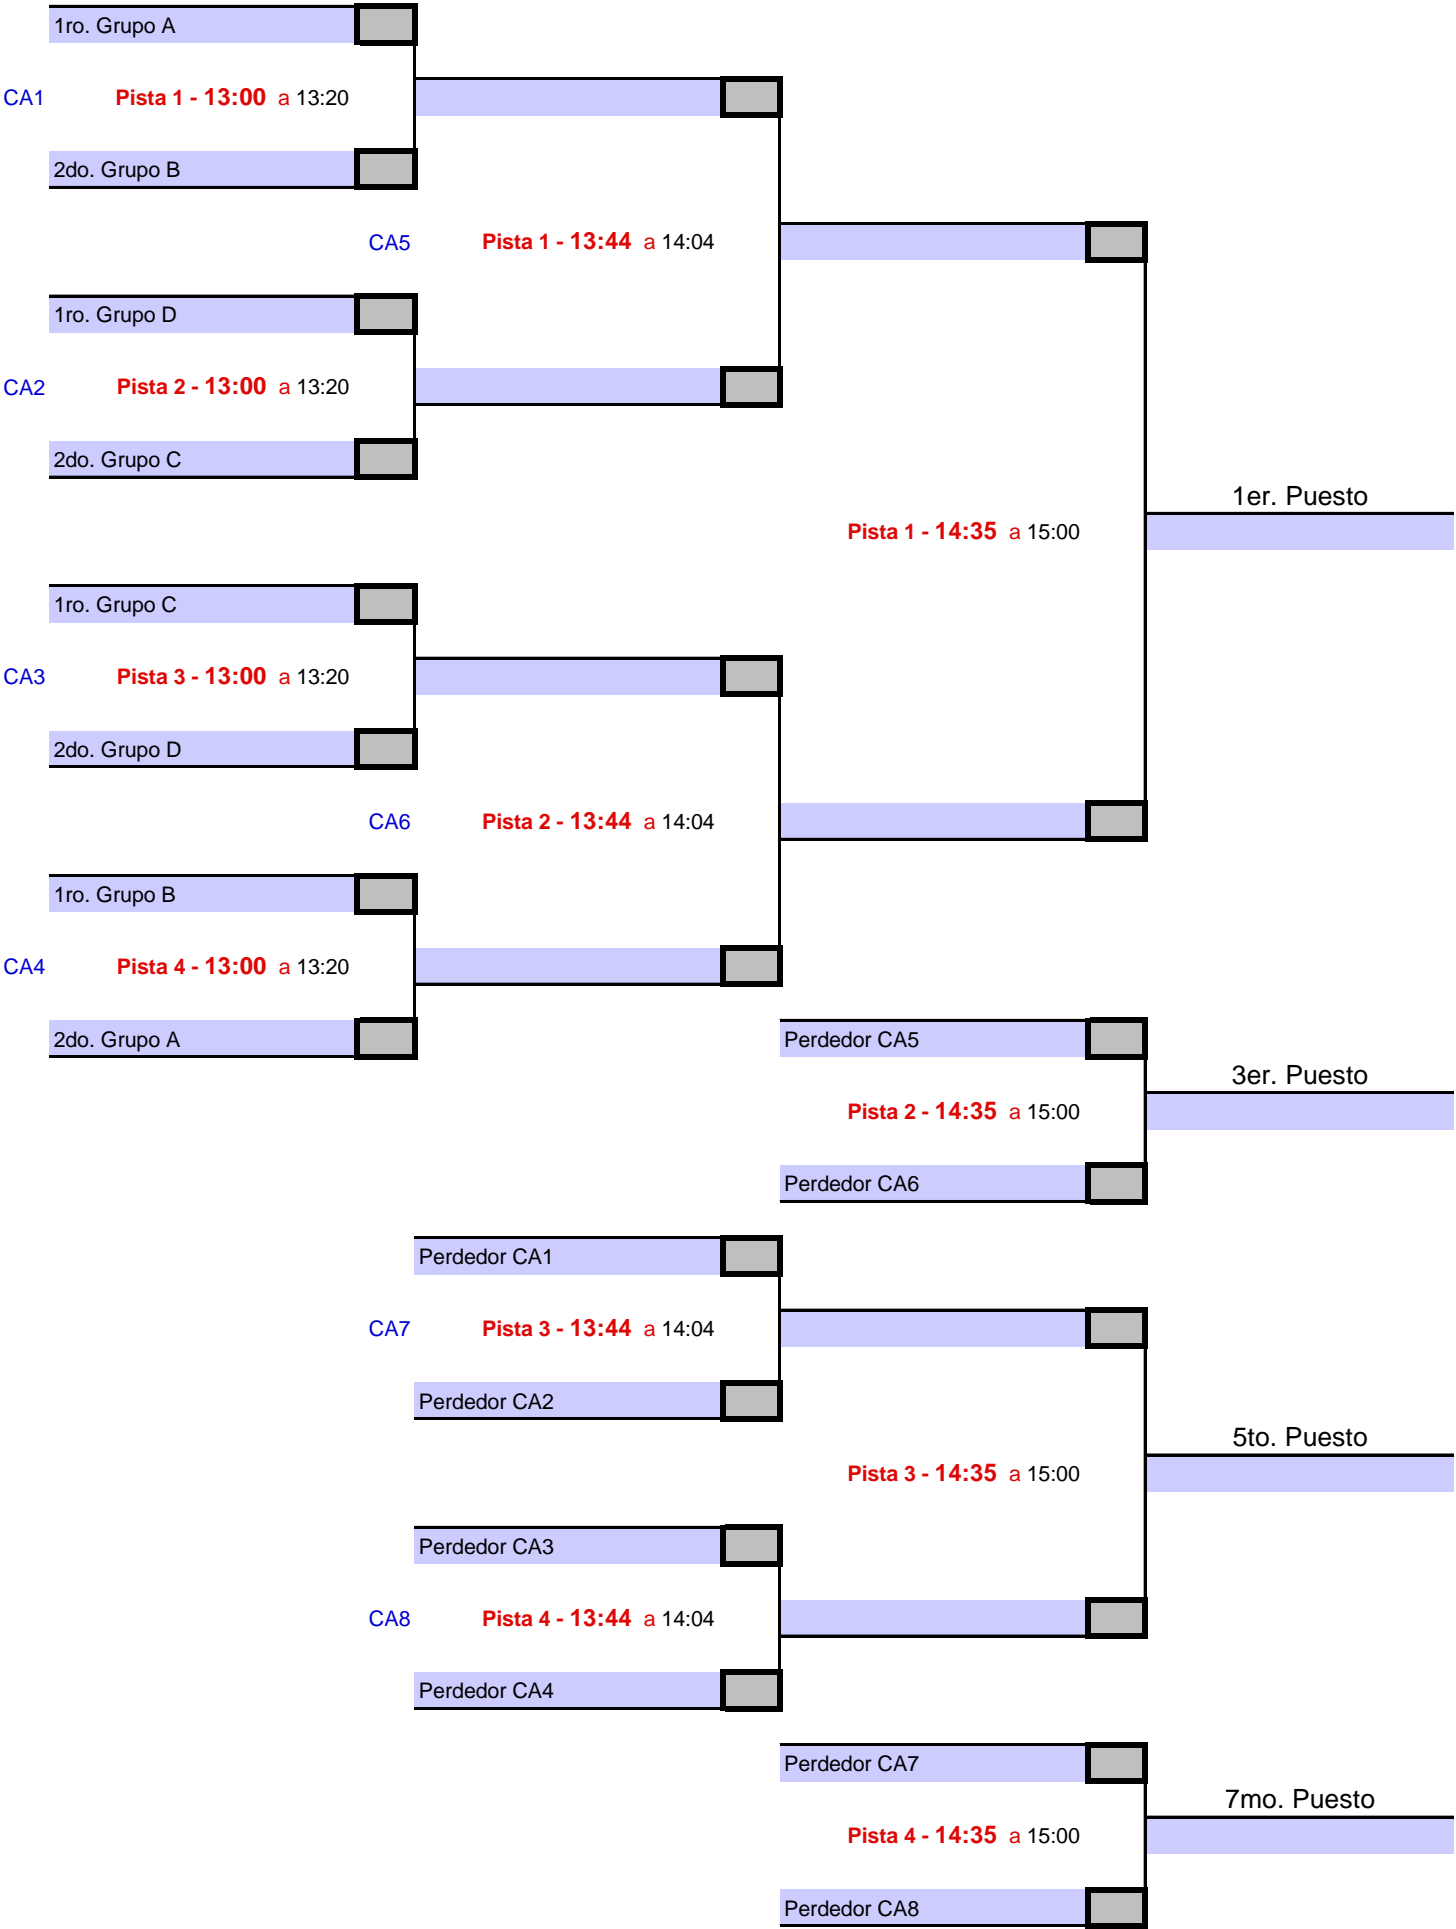 1ro. Grupo A
CA1 Pista 1 - 13:00 a 13:20
2do. Grupo B
CA5 Pista 1 - 13:44 a 14:04
1ro. Grupo D
CA2 Pista 2 - 13:00 a 13:20
2do. Grupo C
1er. Puesto
Pista 1 - 14:35 a 15:00
1ro. Grupo C
CA3 Pista 3 - 13:00 a 13:20
2do. Grupo D
CA6 Pista 2 - 13:44 a 14:04
1ro. Grupo B
CA4 Pista 4 - 13:00 a 13:20
2do. Grupo A
Perdedor CA5
3er. Puesto
Pista 2 - 14:35 a 15:00
Perdedor CA6
Perdedor CA1
CA7 Pista 3 - 13:44 a 14:04
Perdedor CA2
5to. Puesto
Pista 3 - 14:35 a 15:00
Perdedor CA3
CA8 Pista 4 - 13:44 a 14:04
Perdedor CA4
Perdedor CA7
7mo. Puesto
Pista 4 - 14:35 a 15:00
Perdedor CA8